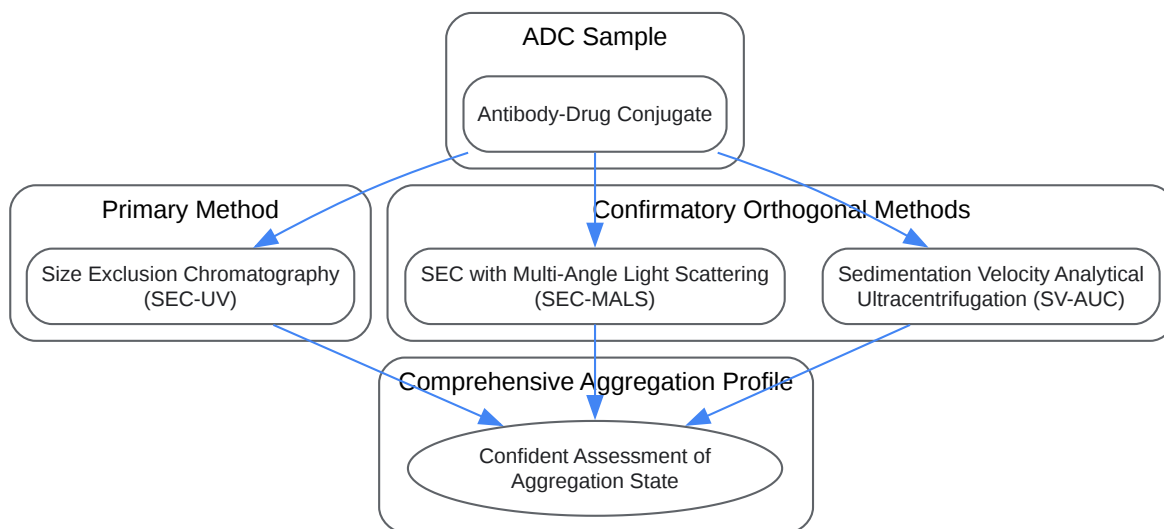 ADC Sample
Antibody-Drug Conjugate
Primary Method
Confirmatory Orthogonal Methods
Size Exclusion Chromatography
(SEC-UV)
SEC with Multi-Angle Light Scattering
(SEC-MALS)
Sedimentation Velocity Analytical
Ultracentrifugation (SV-AUC)
Comprehensive Aggregation Profile
Confident Assessment of
Aggregation State